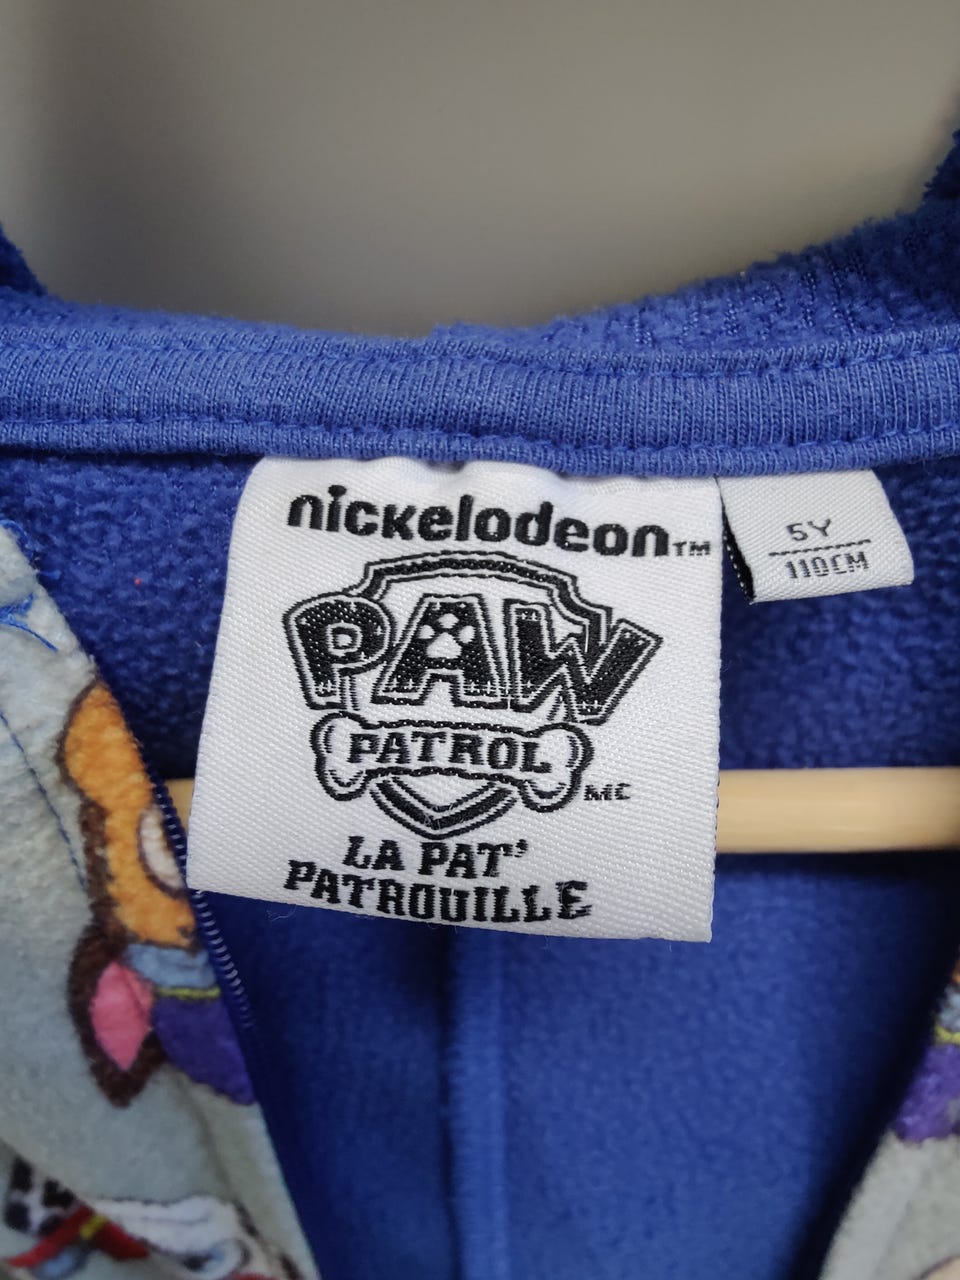 nickelodeon™
PAW
PATROL
MC
LA PAT'
PATROUILLE
5Y
110CM